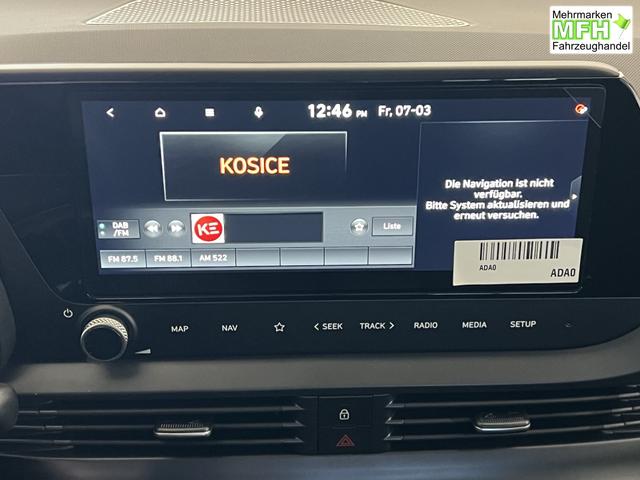 Mehrmarken
MFH
Fahrzeughandel
12:46 PM Fr, 07-03
KOSICE
Die Navigation ist nicht
verfügbar.
Bitte System aktualisieren und
erneut versuchen.
DAB
/FM
KE
Liste
FM 87.5 FM 88.1 AM 522
ADA0
ADA0
MAP NAV < SEEK TRACK > RADIO MEDIA SETUP